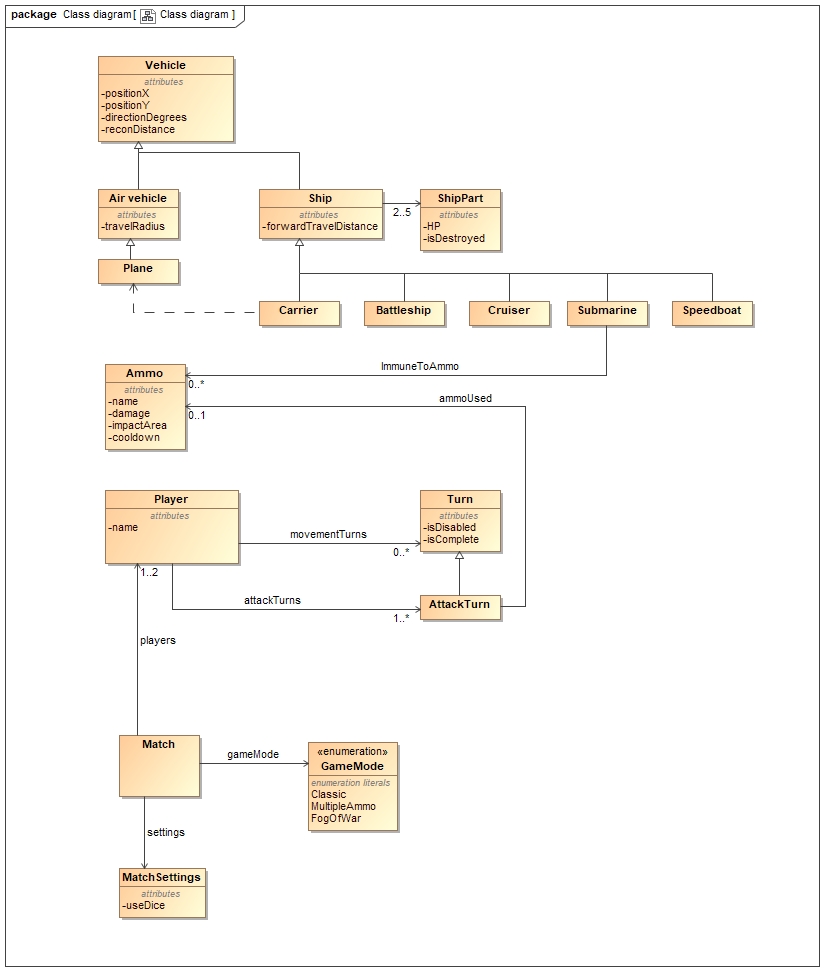 package Class diagram [ Class diagram ]
Vehicle
attributes
-positionX
-positionY
-directionDegrees
-reconDistance
Air vehicle
attributes
-travelRadius
Ship
attributes
-forwardTravelDistance
2..5
ShipPart
attributes
-HP
-isDestroyed
Plane
Carrier
Battleship
Cruiser
Submarine
Speedboat
ImmuneToAmmo
0..*
Ammo
attributes
-name
-damage
-impactArea
-cooldown
ammoUsed
0..1
Player
attributes
-name
movementTurns
0..*
Turn
attributes
-isDisabled
-isComplete
1..2
attackTurns
1..*
AttackTurn
players
Match
gameMode
«enumeration»
GameMode
enumeration literals
Classic
MultipleAmmo
FogOfWar
settings
MatchSettings
attributes
-useDice